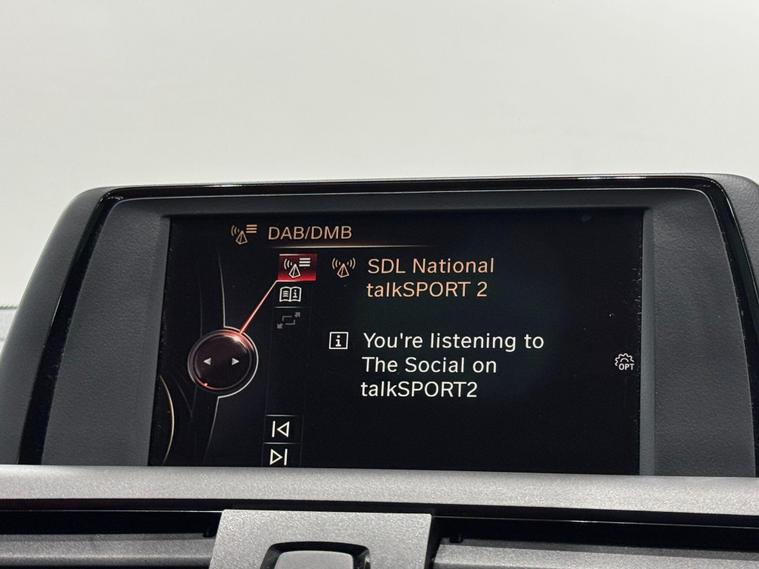 DAB/DMB
SDL National
talkSPORT 2
You're listening to
The Social on
talkSPORT2
OPT